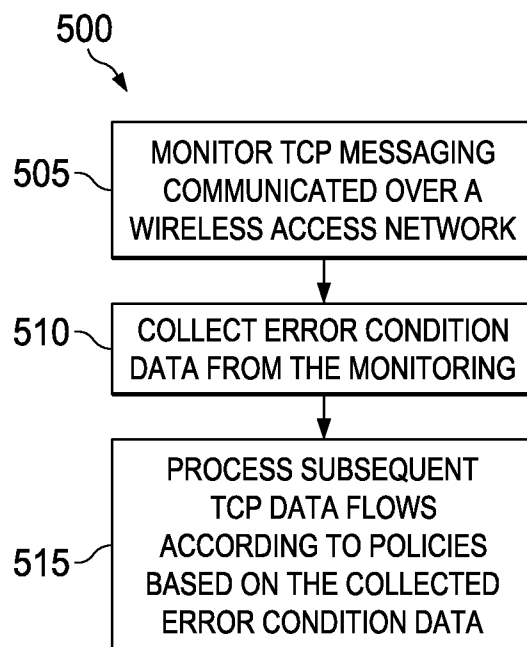 500
505
MONITOR TCP MESSAGING
COMMUNICATED OVER A
WIRELESS ACCESS NETWORK
510
COLLECT ERROR CONDITION
DATA FROM THE MONITORING
515
PROCESS SUBSEQUENT
TCP DATA FLOWS
ACCORDING TO POLICIES
BASED ON THE COLLECTED
ERROR CONDITION DATA